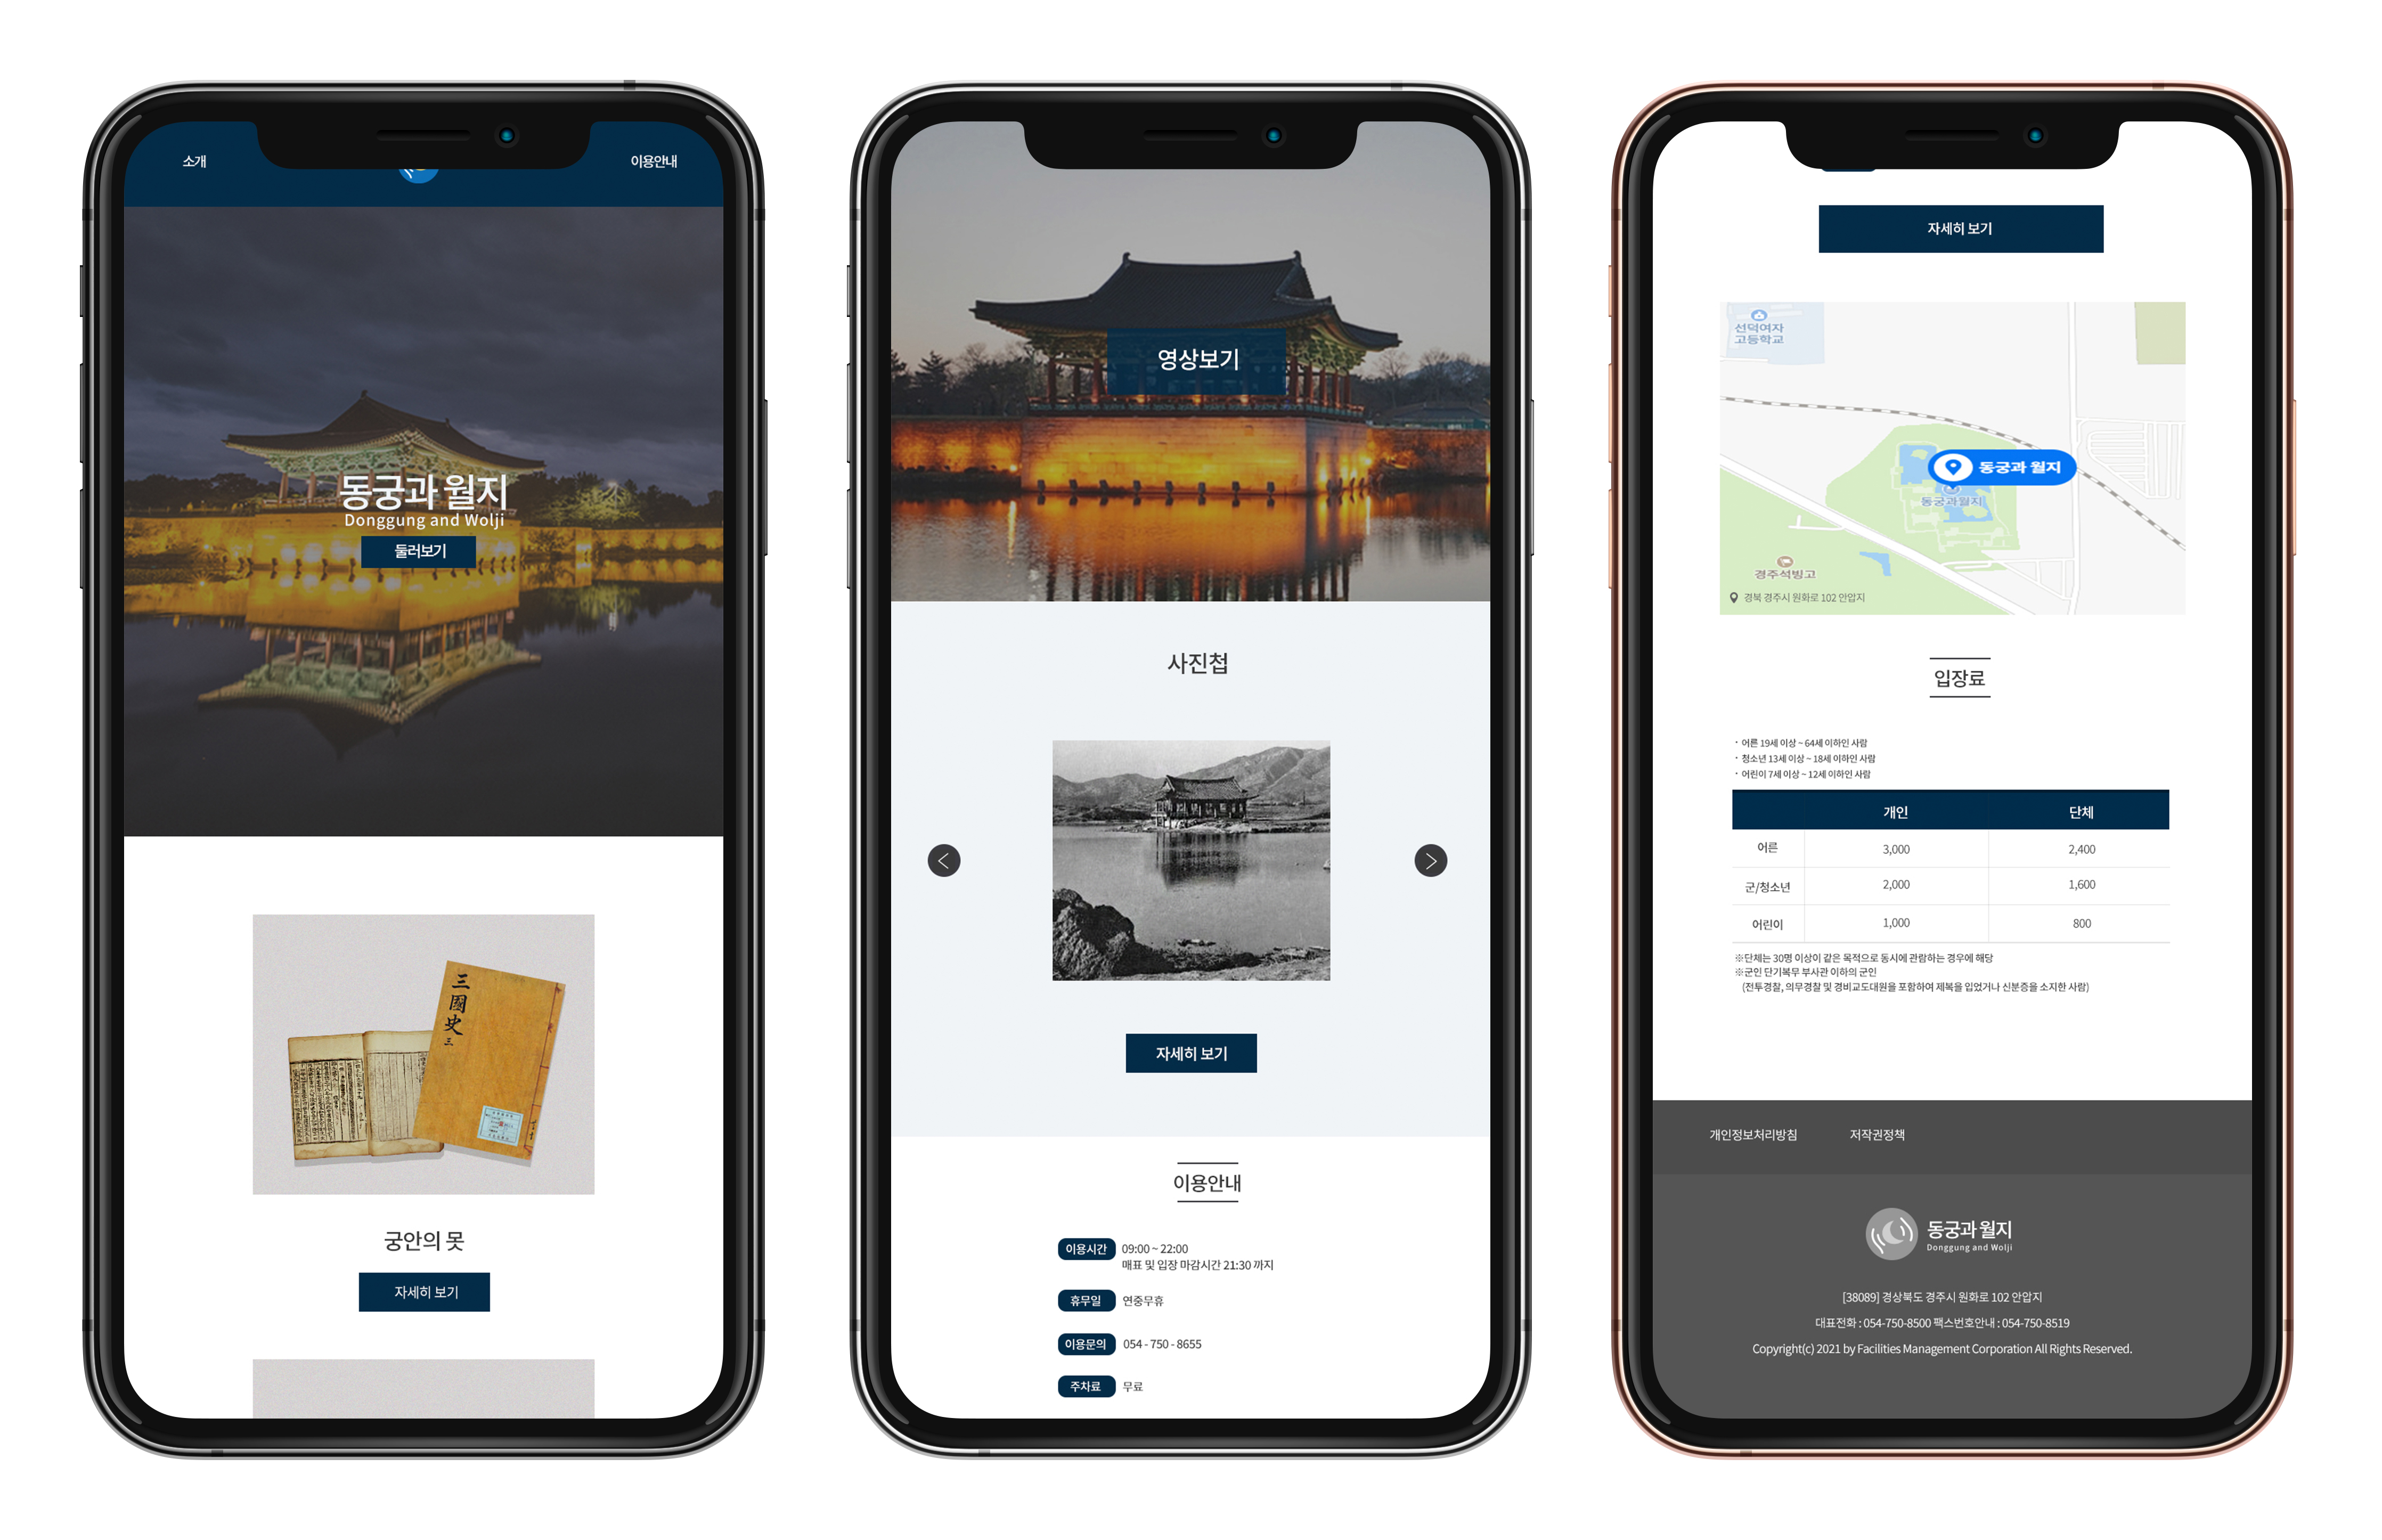 소개
이용안내
동궁과 월지
Donggung and Wolji
둘러보기
三國史 三
궁안의 못
자세히 보기
영상보기
사진첩
자세히 보기
이용안내
이용시간 09:00 ~ 22:00
매표 및 입장 마감시간 21:30 까지
휴무일 연중무휴
이용문의 054 - 750 - 8655
주차료 무료
자세히 보기
선덕여자
고등학교
동궁과 월지
동궁과월지
경주석빙고
경북 경주시 원화로 102 안압지
입장료
· 어른 19세 이상 ~ 64세 이하인 사람
· 청소년 13세 이상 ~ 18세 이하인 사람
· 어린이 7세 이상 ~ 12세 이하인 사람
개인 단체
어른 3,000 2,400
군/청소년 2,000 1,600
어린이 1,000 800
※단체는 30명 이상이 같은 목적으로 동시에 관람하는 경우에 해당
※군인 단기복무 부사관 이하의 군인
(전투경찰, 의무경찰 및 경비교도대원을 포함하여 제복을 입었거나 신분증을 소지한 사람)
개인정보처리방침 저작권정책
동궁과 월지
Donggung and Wolji
[38089] 경상북도 경주시 원화로 102 안압지
대표전화 : 054-750-8500 팩스번호안내 : 054-750-8519
Copyright(c) 2021 by Facilities Management Corporation All Rights Reserved.